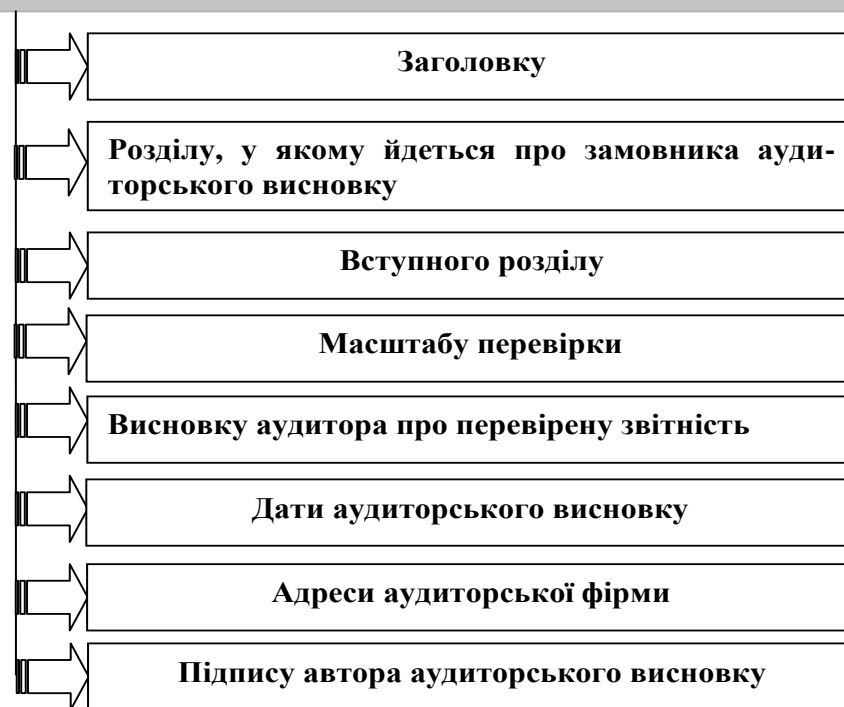 Заголовку
Розділу, у якому йдеться про замовника ауди-
торського висновку
Вступного розділу
Масштабу перевірки
Висновку аудитора про перевірену звітність
Дати аудиторського висновку
Адреси аудиторської фірми
Підпису автора аудиторського висновку